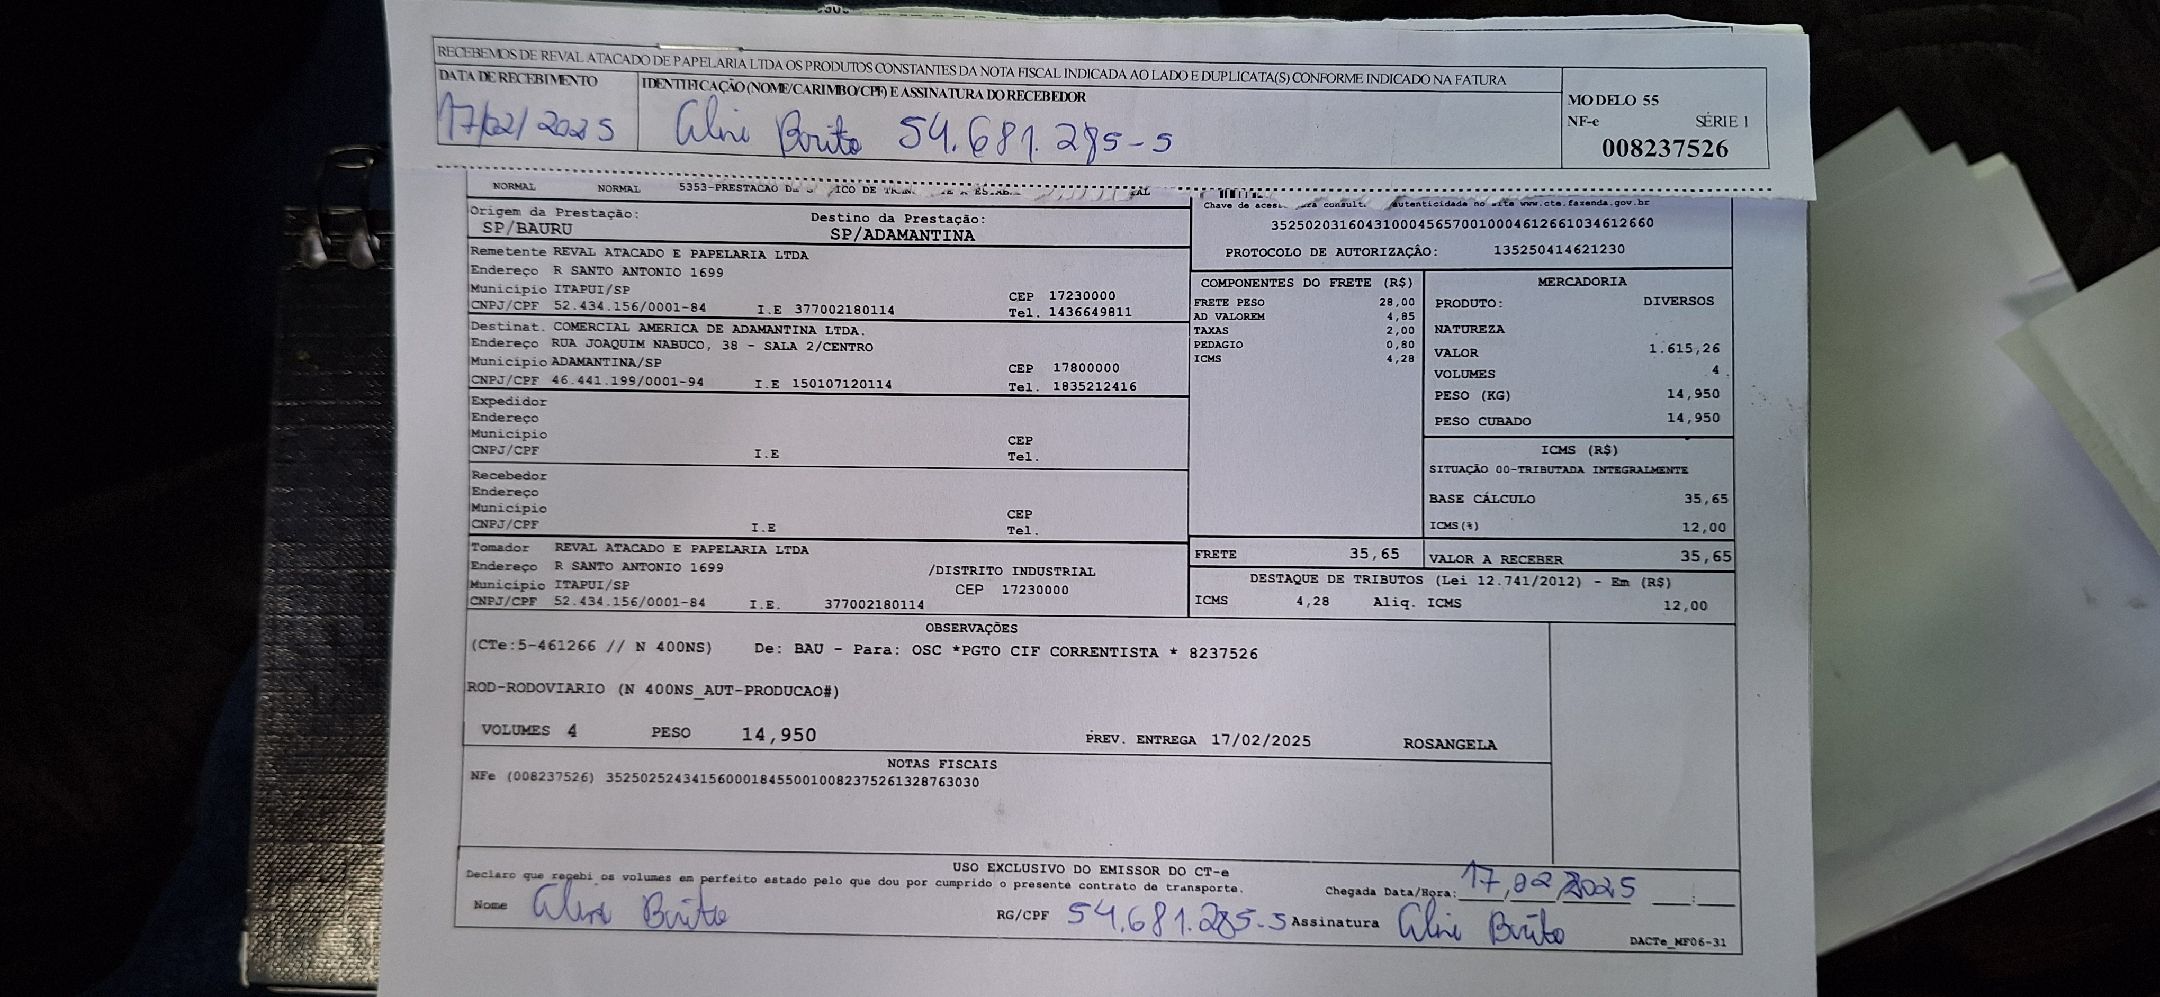 RECEBEMOS DE REVAL ATACADO DE PAPELARIA LTDA OS PRODUTOS CONSTANTES DA NOTA FISCAL INDICADA AO LADO E DUPLICATA(S) CONFORME INDICADO NA FATURA
DATA DE RECEBIMENTO
17/02/2025
IDENTIFICAÇÃO (NOME/CARIMBO/CPF) E ASSINATURA DO RECEBEDOR
Aline Brito 54.681.285-5
MODELO 55
NF-e SÉRIE 1
008237526
NORMAL NORMAL 5353-PRESTACAO
Chave de autenticidade no site www.cte.fazenda.gov.br
35250203160431000456570010004612661034612660
PROTOCOLO DE AUTORIZAÇÃO: 135250414621230
Origem da Prestação: Destino da Prestação:
SP/BAURU SP/ADAMANTINA
Remetente REVAL ATACADO E PAPELARIA LTDA
Endereço R SANTO ANTONIO 1699
Municipio ITAPUI/SP CEP 17230000
CNPJ/CPF 52.434.156/0001-84 I.E 377002180114 Tel. 1436649811
Destinat. COMERCIAL AMERICA DE ADAMANTINA LTDA.
Endereço RUA JOAQUIM NABUCO, 38 - SALA 2/CENTRO
Municipio ADAMANTINA/SP CEP 17800000
CNPJ/CPF 46.441.199/0001-94 I.E 150107120114 Tel. 1835212416
Expedidor
Endereço
Municipio CEP
CNPJ/CPF I.E Tel.
Recebedor
Endereço
Municipio CEP
CNPJ/CPF I.E Tel.
Tomador REVAL ATACADO E PAPELARIA LTDA
Endereço R SANTO ANTONIO 1699 /DISTRITO INDUSTRIAL
Municipio ITAPUI/SP CEP 17230000
CNPJ/CPF 52.434.156/0001-84 I.E. 377002180114
COMPONENTES DO FRETE (R$)
FRETE PESO 28,00
AD VALOREM 4,85
TAXAS 2,00
PEDAGIO 0,80
ICMS 4,28
MERCADORIA
PRODUTO: DIVERSOS
NATUREZA
VALOR 1.615,26
VOLUMES 4
PESO (KG) 14,950
PESO CUBADO 14,950
ICMS (R$)
SITUAÇÃO 00-TRIBUTADA INTEGRALMENTE
BASE CÁLCULO 35,65
ICMS(%) 12,00
FRETE 35,65 VALOR A RECEBER 35,65
DESTAQUE DE TRIBUTOS (Lei 12.741/2012) - Em (R$)
ICMS 4,28 Aliq. ICMS 12,00
OBSERVAÇÕES
(CTe:5-461266 // N 400NS) De: BAU - Para: OSC *PGTO CIF CORRENTISTA * 8237526
ROD-RODOVIARIO (N 400NS_AUT-PRODUCAO#)
VOLUMES 4 PESO 14,950 PREV. ENTREGA 17/02/2025 ROSANGELA
NOTAS FISCAIS
NFe (008237526) 35250252434156000184550010082375261328763030
USO EXCLUSIVO DO EMISSOR DO CT-e
Declaro que recebi os volumes em perfeito estado pelo que dou por cumprido o presente contrato de transporte.
Chegada Data/Hora: 17/02/2025 __:__
Nome Aline Brito RG/CPF 54.681.285-5 Assinatura Aline Brito
DACTe_MF06-31